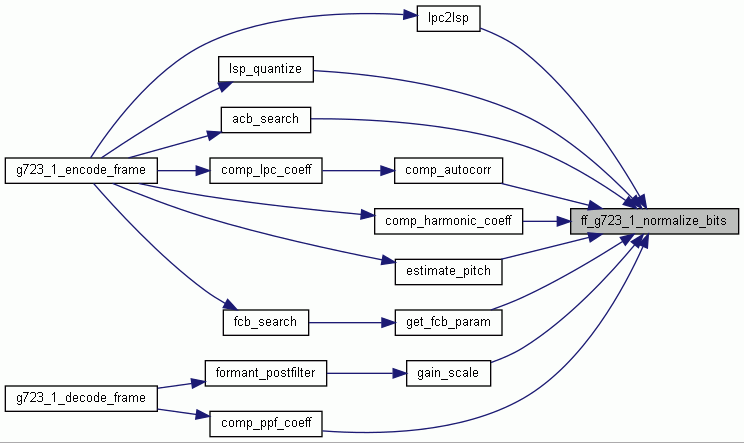 lpc2lsp
lsp_quantize
acb_search
g723_1_encode_frame
comp_lpc_coeff
comp_autocorr
comp_harmonic_coeff
ff_g723_1_normalize_bits
estimate_pitch
fcb_search
get_fcb_param
formant_postfilter
gain_scale
g723_1_decode_frame
comp_ppf_coeff